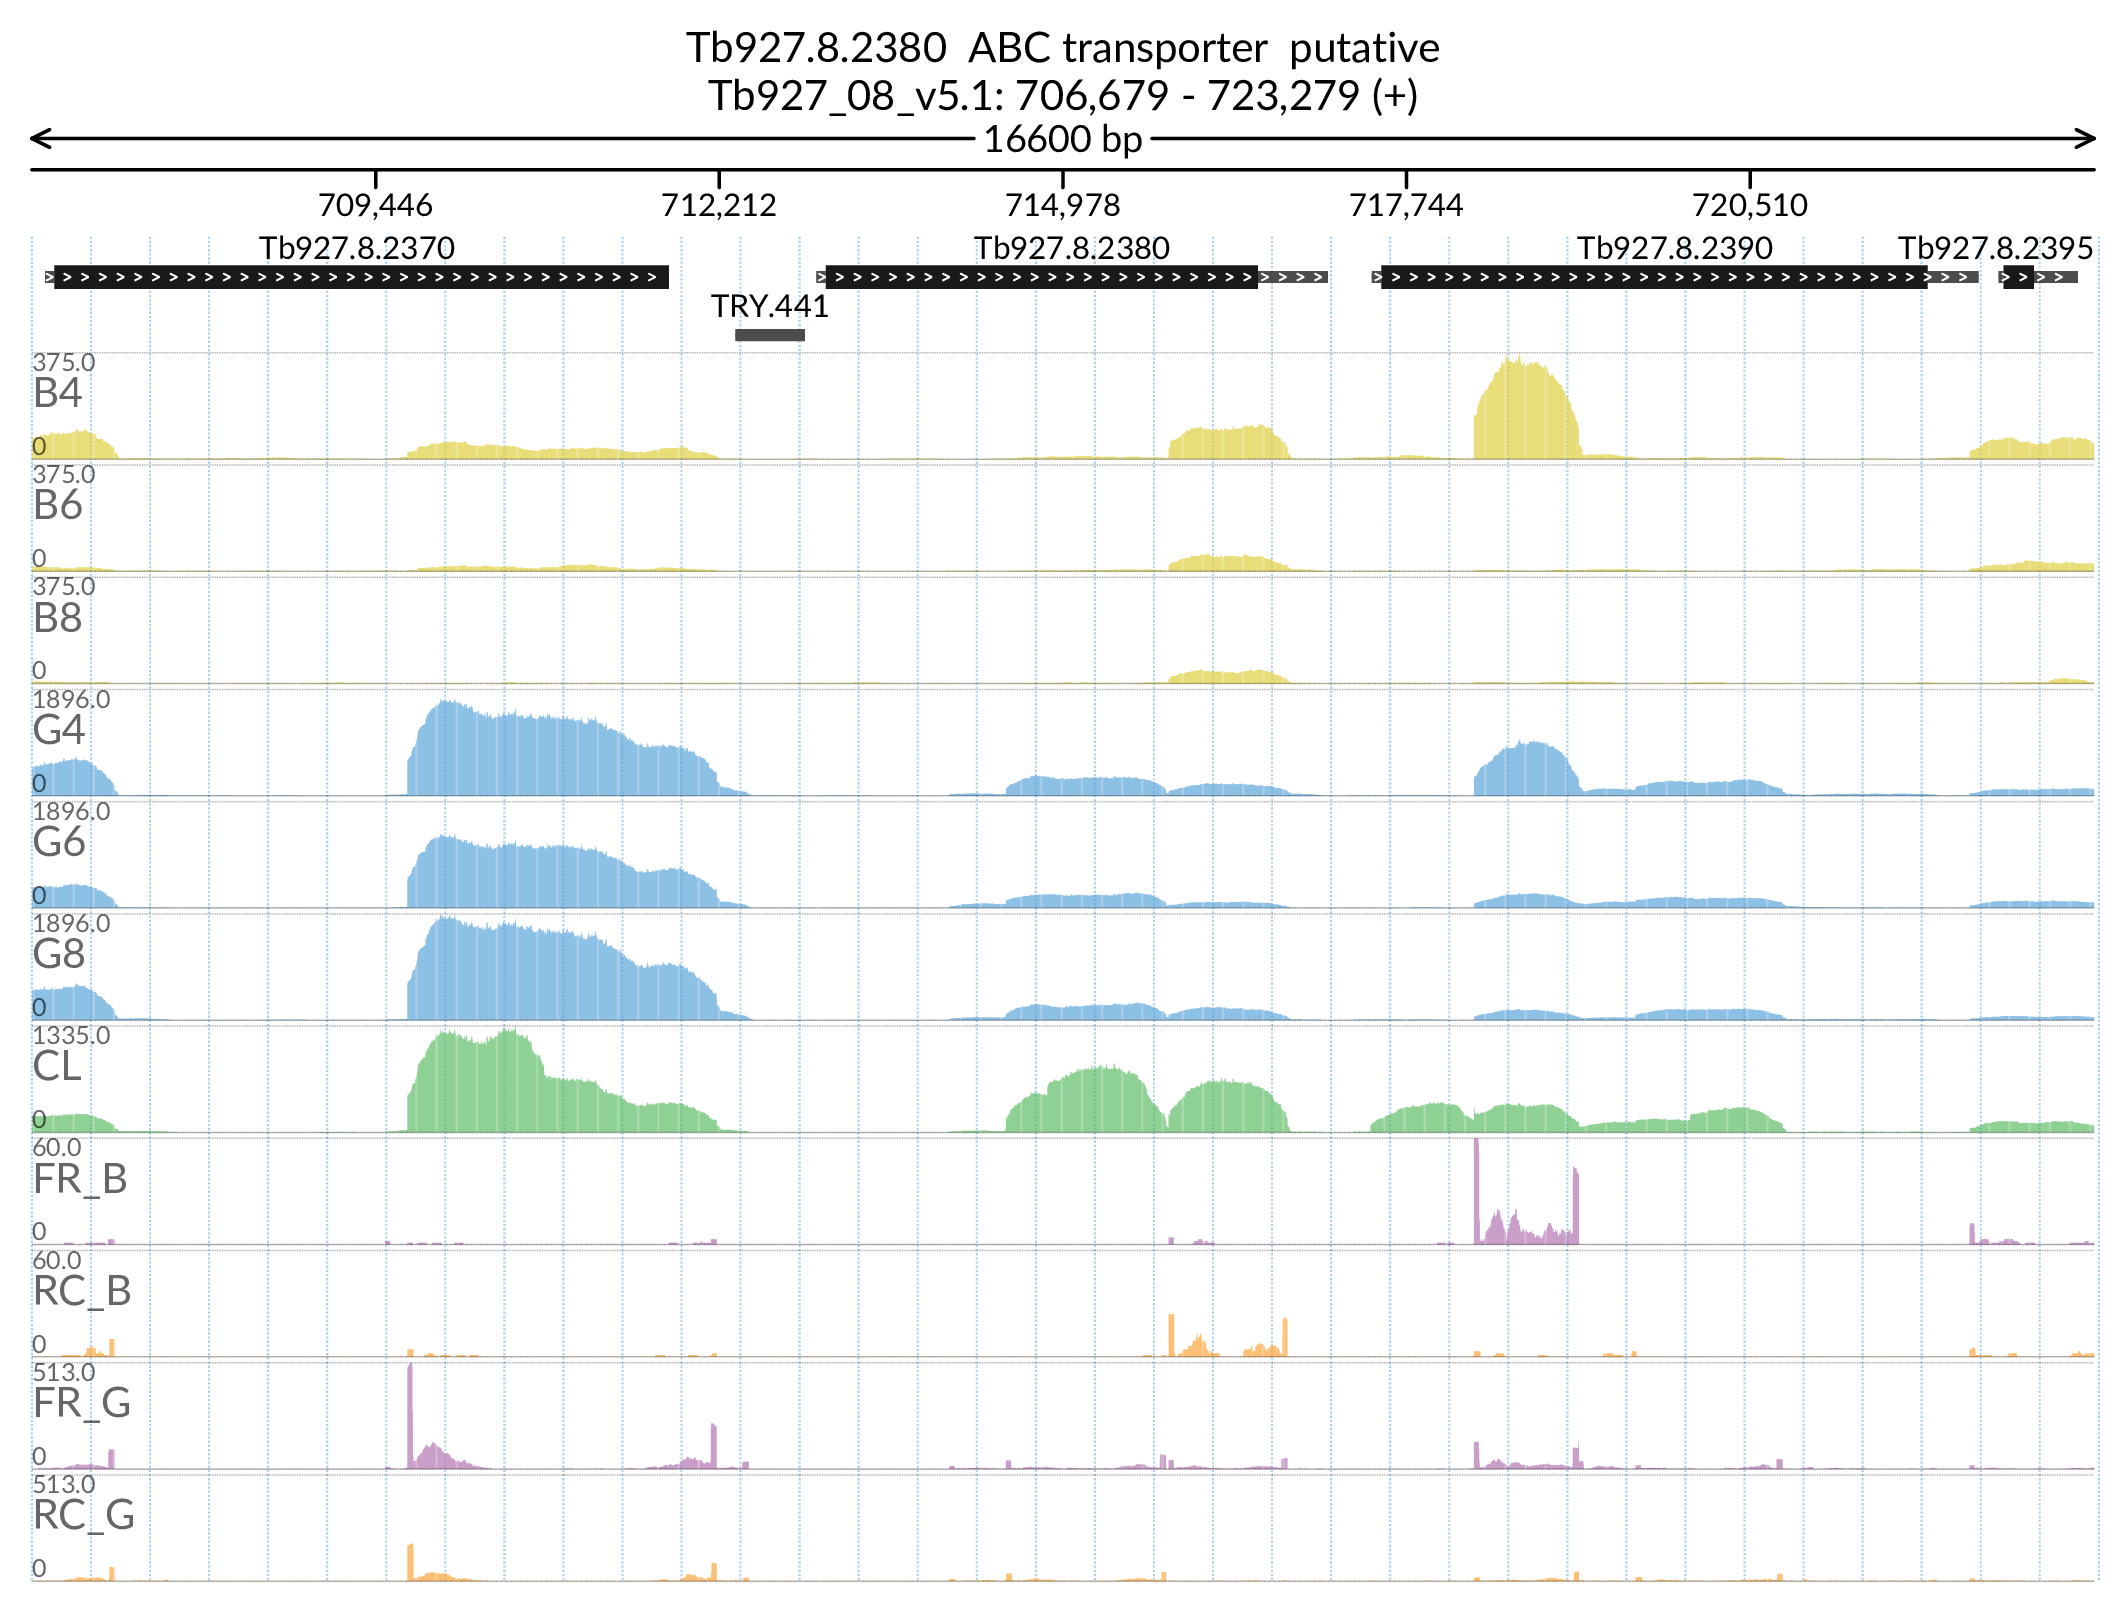 Tb927.8.2380  ABC transporter  putative
Tb927_08_v5.1: 706,679 - 723,279 (+)
16600 bp
709,446 712,212 714,978 717,744 720,510
Tb927.8.2370 Tb927.8.2380 Tb927.8.2390 Tb927.8.2395
TRY.441
375.0
B4
0
375.0
B6
0
375.0
B8
0
1896.0
G4
0
1896.0
G6
0
1896.0
G8
0
1335.0
CL
0
60.0
FR_B
0
60.0
RC_B
0
513.0
FR_G
0
513.0
RC_G
0